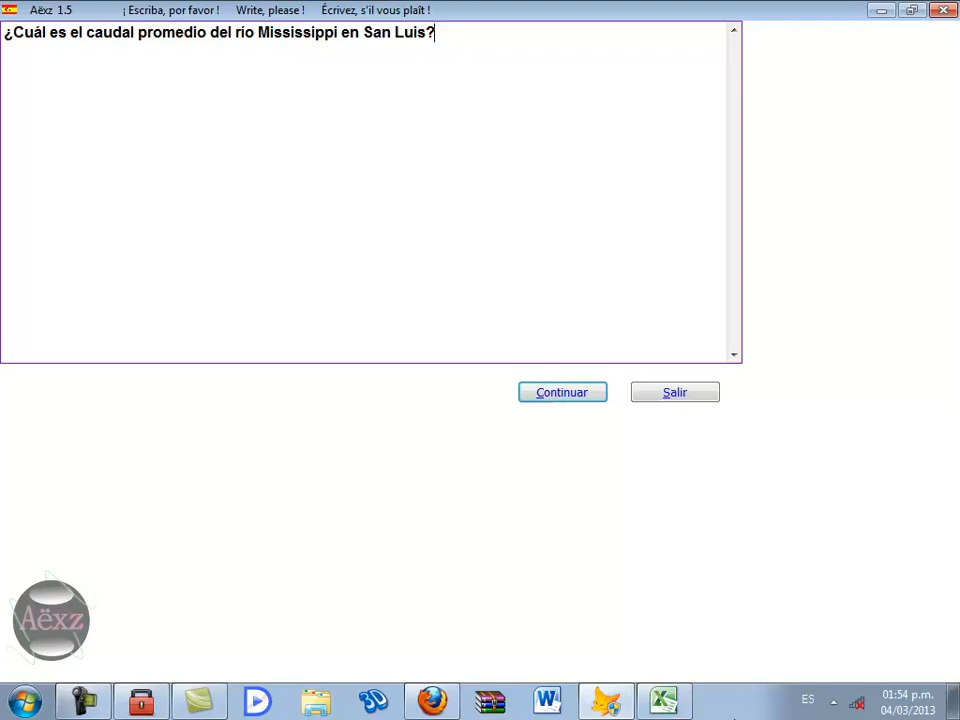 Aëxz 1.5 ¡ Escriba, por favor ! Write, please ! Écrivez, s'il vous plaît !
¿Cuál es el caudal promedio del río Mississippi en San Luis?
Continuar Salir
Aëxz
ES 01:54 p.m.
04/03/2013